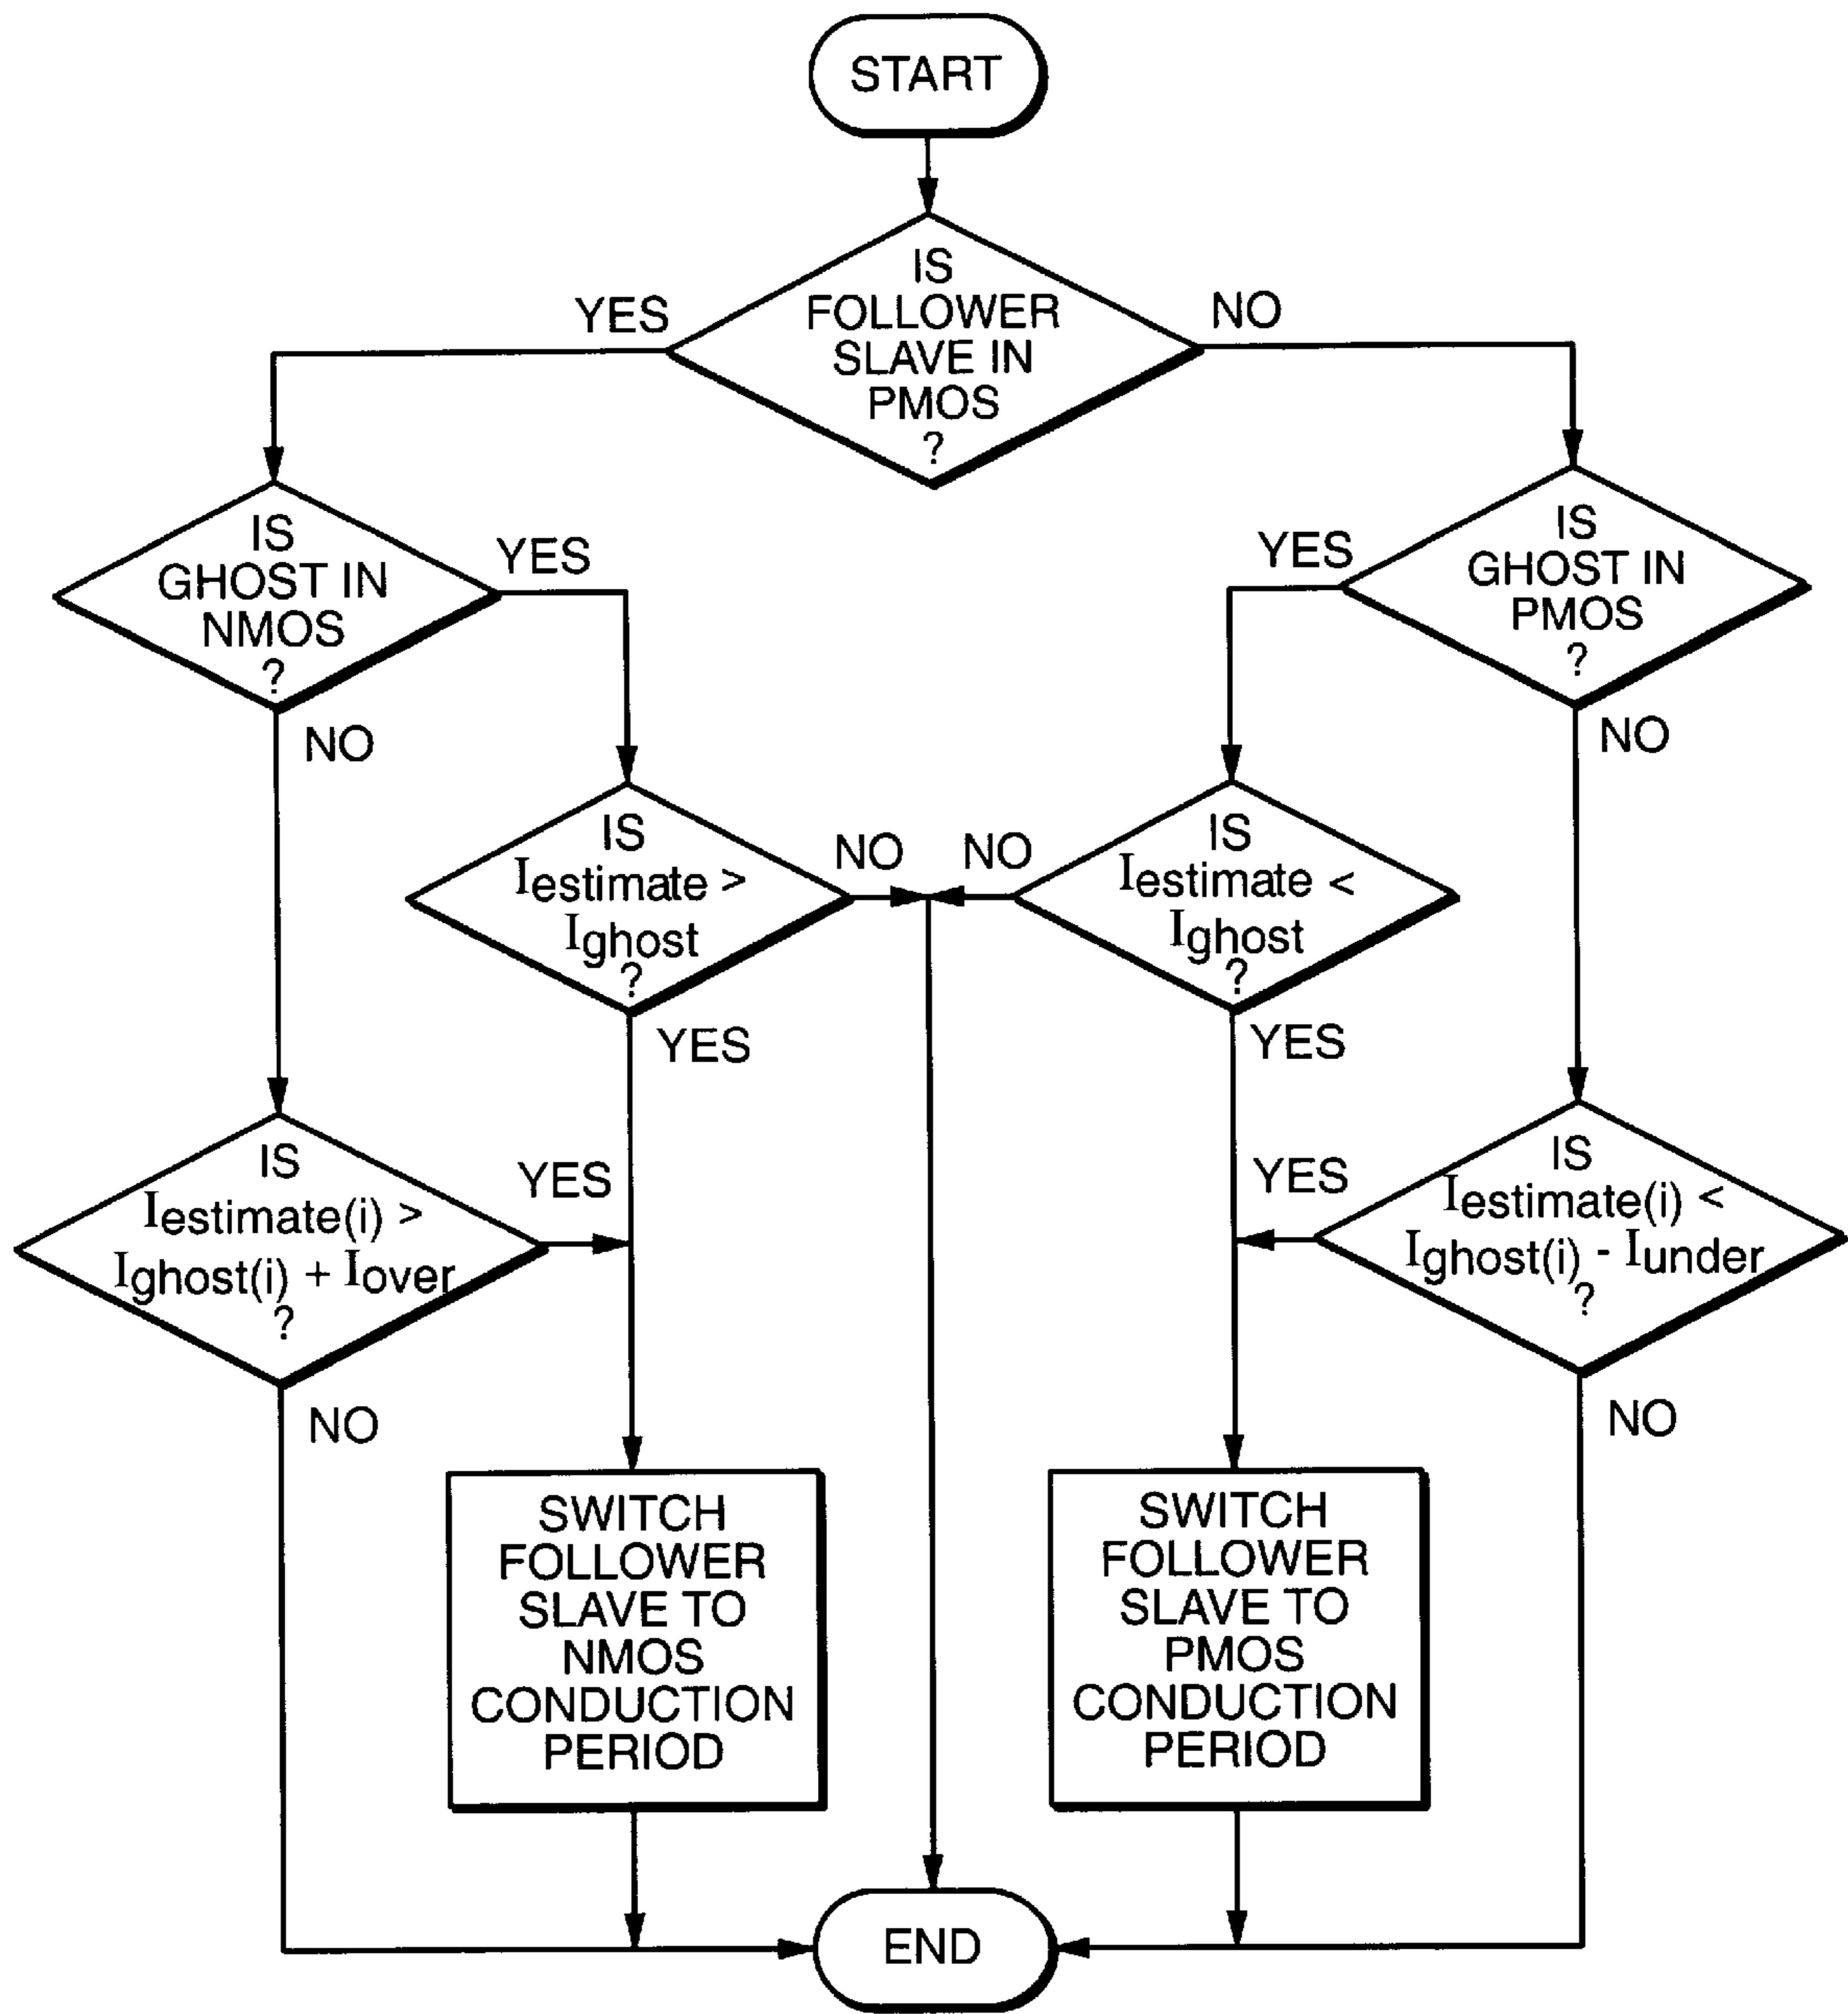 START
IS
FOLLOWER
SLAVE IN
PMOS
?
YES
NO
IS
GHOST IN
NMOS
?
YES
NO
IS
GHOST IN
PMOS
?
YES
NO
IS
Iestimate >
Ighost
?
NO
YES
IS
Iestimate <
Ighost
?
NO
YES
IS
Iestimate(i) >
Ighost(i) + Iover
?
YES
NO
IS
Iestimate(i) <
Ighost(i) - Iunder
?
YES
NO
SWITCH
FOLLOWER
SLAVE TO
NMOS
CONDUCTION
PERIOD
SWITCH
FOLLOWER
SLAVE TO
PMOS
CONDUCTION
PERIOD
END